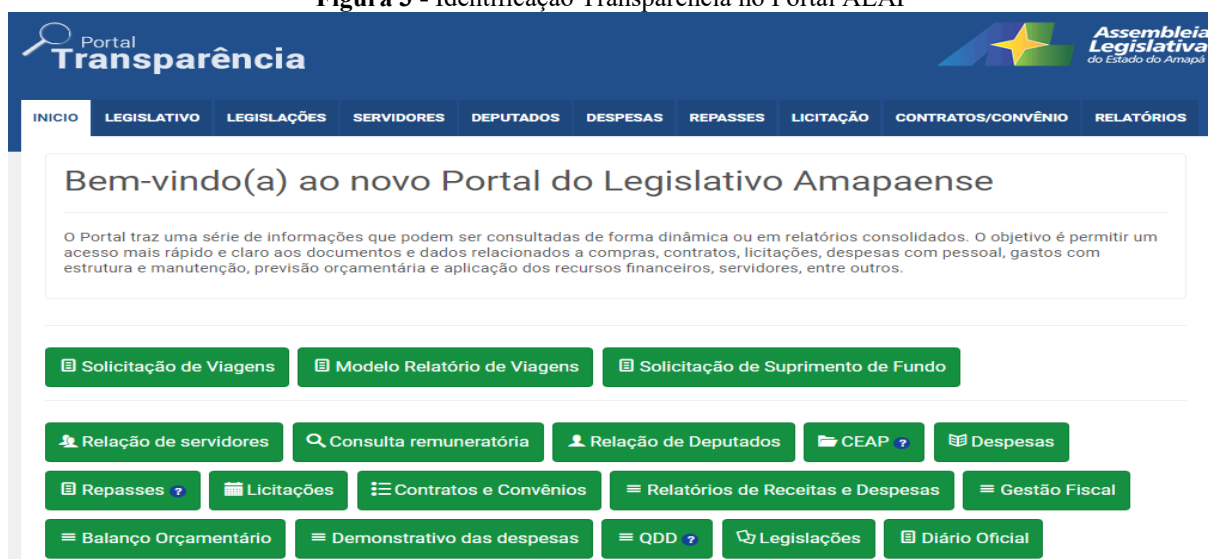 Figura 3 - Identificação Transparência no Portal ALAP
Portal
Transparência
Assembleia
Legislativa
do Estado do Amapá
INICIO LEGISLATIVO LEGISLAÇÕES SERVIDORES DEPUTADOS DESPESAS REPASSES LICITAÇÃO CONTRATOS/CONVÊNIO RELATÓRIOS
Bem-vindo(a) ao novo Portal do Legislativo Amapaense
O Portal traz uma série de informações que podem ser consultadas de forma dinâmica ou em relatórios consolidados. O objetivo é permitir um
acesso mais rápido e claro aos documentos e dados relacionados a compras, contratos, licitações, despesas com pessoal, gastos com
estrutura e manutenção, previsão orçamentária e aplicação dos recursos financeiros, servidores, entre outros.
Solicitação de Viagens Modelo Relatório de Viagens Solicitação de Suprimento de Fundo
Relação de servidores Consulta remuneratória Relação de Deputados CEAP ? Despesas
Repasses ? Licitações Contratos e Convênios Relatórios de Receitas e Despesas Gestão Fiscal
Balanço Orçamentário Demonstrativo das despesas QDD ? Legislações Diário Oficial